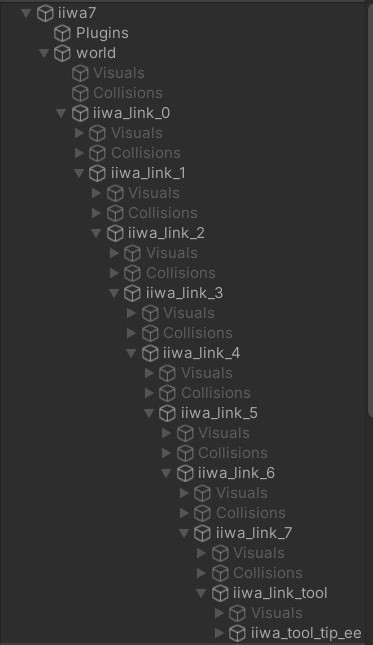 iiwa7
Plugins
world
Visuals
Collisions
iiwa_link_0
Visuals
Collisions
iiwa_link_1
Visuals
Collisions
iiwa_link_2
Visuals
Collisions
iiwa_link_3
Visuals
Collisions
iiwa_link_4
Visuals
Collisions
iiwa_link_5
Visuals
Collisions
iiwa_link_6
Visuals
Collisions
iiwa_link_7
Visuals
Collisions
iiwa_link_tool
Visuals
iiwa_tool_tip_ee